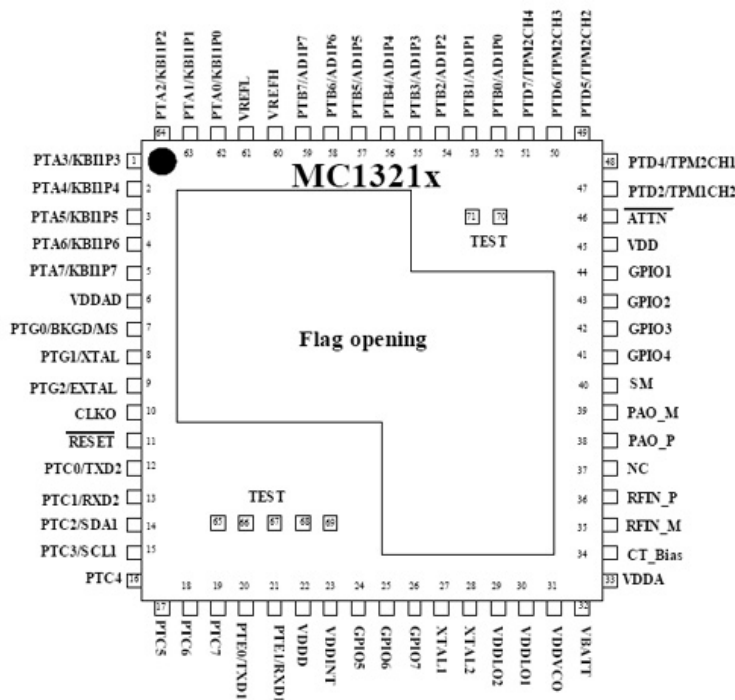 PTA2/KBI1P2
PTA1/KBI1P1
PTA0/KBI1P0
VREFL
VREFH
PTB7/AD1P7
PTB6/AD1P6
PTB5/AD1P5
PTB4/AD1P4
PTB3/AD1P3
PTB2/AD1P2
PTB1/AD1P1
PTB0/AD1P0
PTD7/TPM2CH4
PTD6/TPM2CH3
PTD5/TPM2CH2
64 63 62 61 60 59 58 57 56 55 54 53 52 51 50 49
MC1321x
PTA3/KBI1P3 1
PTA4/KBI1P4 2
PTA5/KBI1P5 3
PTA6/KBI1P6 4
PTA7/KBI1P7 5
VDDAD 6
PTG0/BKGD/MS 7
PTG1/XTAL 8
PTG2/EXTAL 9
CLKO 10
RESET 11
PTC0/TXD2 12
PTC1/RXD2 13
PTC2/SDA1 14
PTC3/SCL1 15
PTC4 16
71 70
TEST
Flag opening
TEST
65 66 67 68 69
48 PTD4/TPM2CH1
47 PTD2/TPM1CH2
46 ATTN
45 VDD
44 GPIO1
43 GPIO2
42 GPIO3
41 GPIO4
40 SM
39 PAO_M
38 PAO_P
37 NC
36 RFIN_P
35 RFIN_M
34 CT_Bias
33 VDDA
17 18 19 20 21 22 23 24 25 26 27 28 29 30 31 32
PTC5
PTC6
PTC7
PTE0/TXD1
PTE1/RXD1
VDDD
VDDINT
GPIO5
GPIO6
GPIO7
XTAL1
XTAL2
VDDLO2
VDDLO1
VDDVCO
VBATT